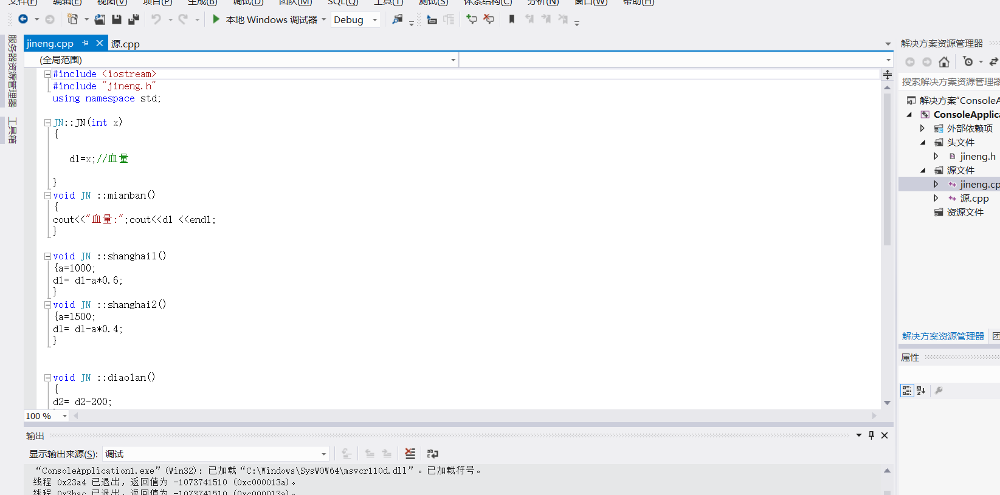 文件(F) 编辑(E) 视图(V) 项目(P) 生成(B) 调试(D) 团队(M) SQL(Q) 工具(T) 测试(S) 体系结构(C) 分析(N) 窗口(W) 帮助(H)
本地 Windows 调试器 Debug
服务器资源管理器
工具箱
jineng.cpp 源.cpp
(全局范围)
#include <iostream>
#include "jineng.h"
using namespace std;
JN::JN(int x)
{
d1=x;//血量
}
void JN ::mianban()
{
cout<<"血量:";cout<<d1 <<endl;
}
void JN ::shanghai1()
{a=1000;
d1= d1-a*0.6;
}
void JN ::shanghai2()
{a=1500;
d1= d1-a*0.4;
}
void JN ::diaolan()
{
d2= d2-200;
100 %
输出
显示输出来源(S): 调试
“ConsoleApplication1.exe”(Win32): 已加载“C:\Windows\SysWOW64\msvcr110d.dll”。已加载符号。
线程 0x23a4 已退出，返回值为 -1073741510 (0xc000013a)。
线程 0x3bac 已退出，返回值为 -1073741510 (0xc000013a)。
解决方案资源管理器
搜索解决方案资源管理器
解决方案“ConsoleA
ConsoleApplic
外部依赖项
头文件
jineng.h
源文件
jineng.cp
源.cpp
资源文件
解决方案资源管理器 团
属性